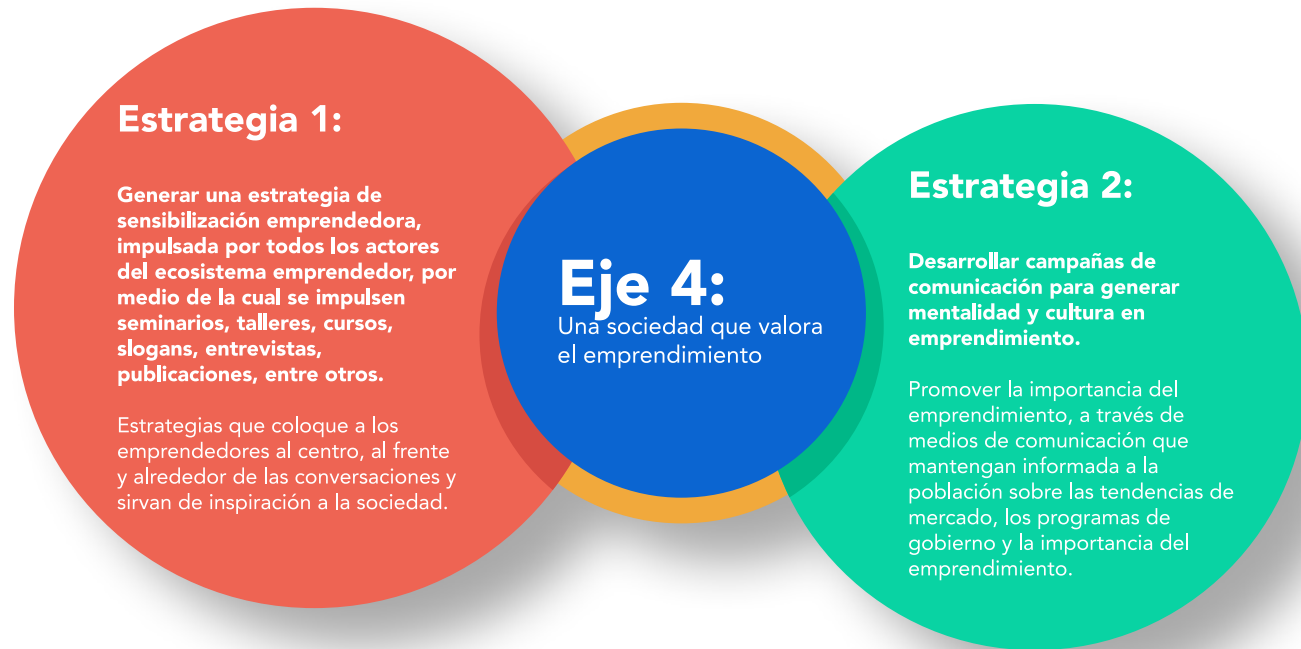 Estrategia 1:
Generar una estrategia de
sensibilización emprendedora,
impulsada por todos los actores
del ecosistema emprendedor, por
medio de la cual se impulsen
seminarios, talleres, cursos,
slogans, entrevistas,
publicaciones, entre otros.
Estrategias que coloque a los
emprendedores al centro, al frente
y alrededor de las conversaciones y
sirvan de inspiración a la sociedad.
Eje 4:
Una sociedad que valora
el emprendimiento
Estrategia 2:
Desarrollar campañas de
comunicación para generar
mentalidad y cultura en
emprendimiento.
Promover la importancia del
emprendimiento, a través de
medios de comunicación que
mantengan informada a la
población sobre las tendencias de
mercado, los programas de
gobierno y la importancia del
emprendimiento.